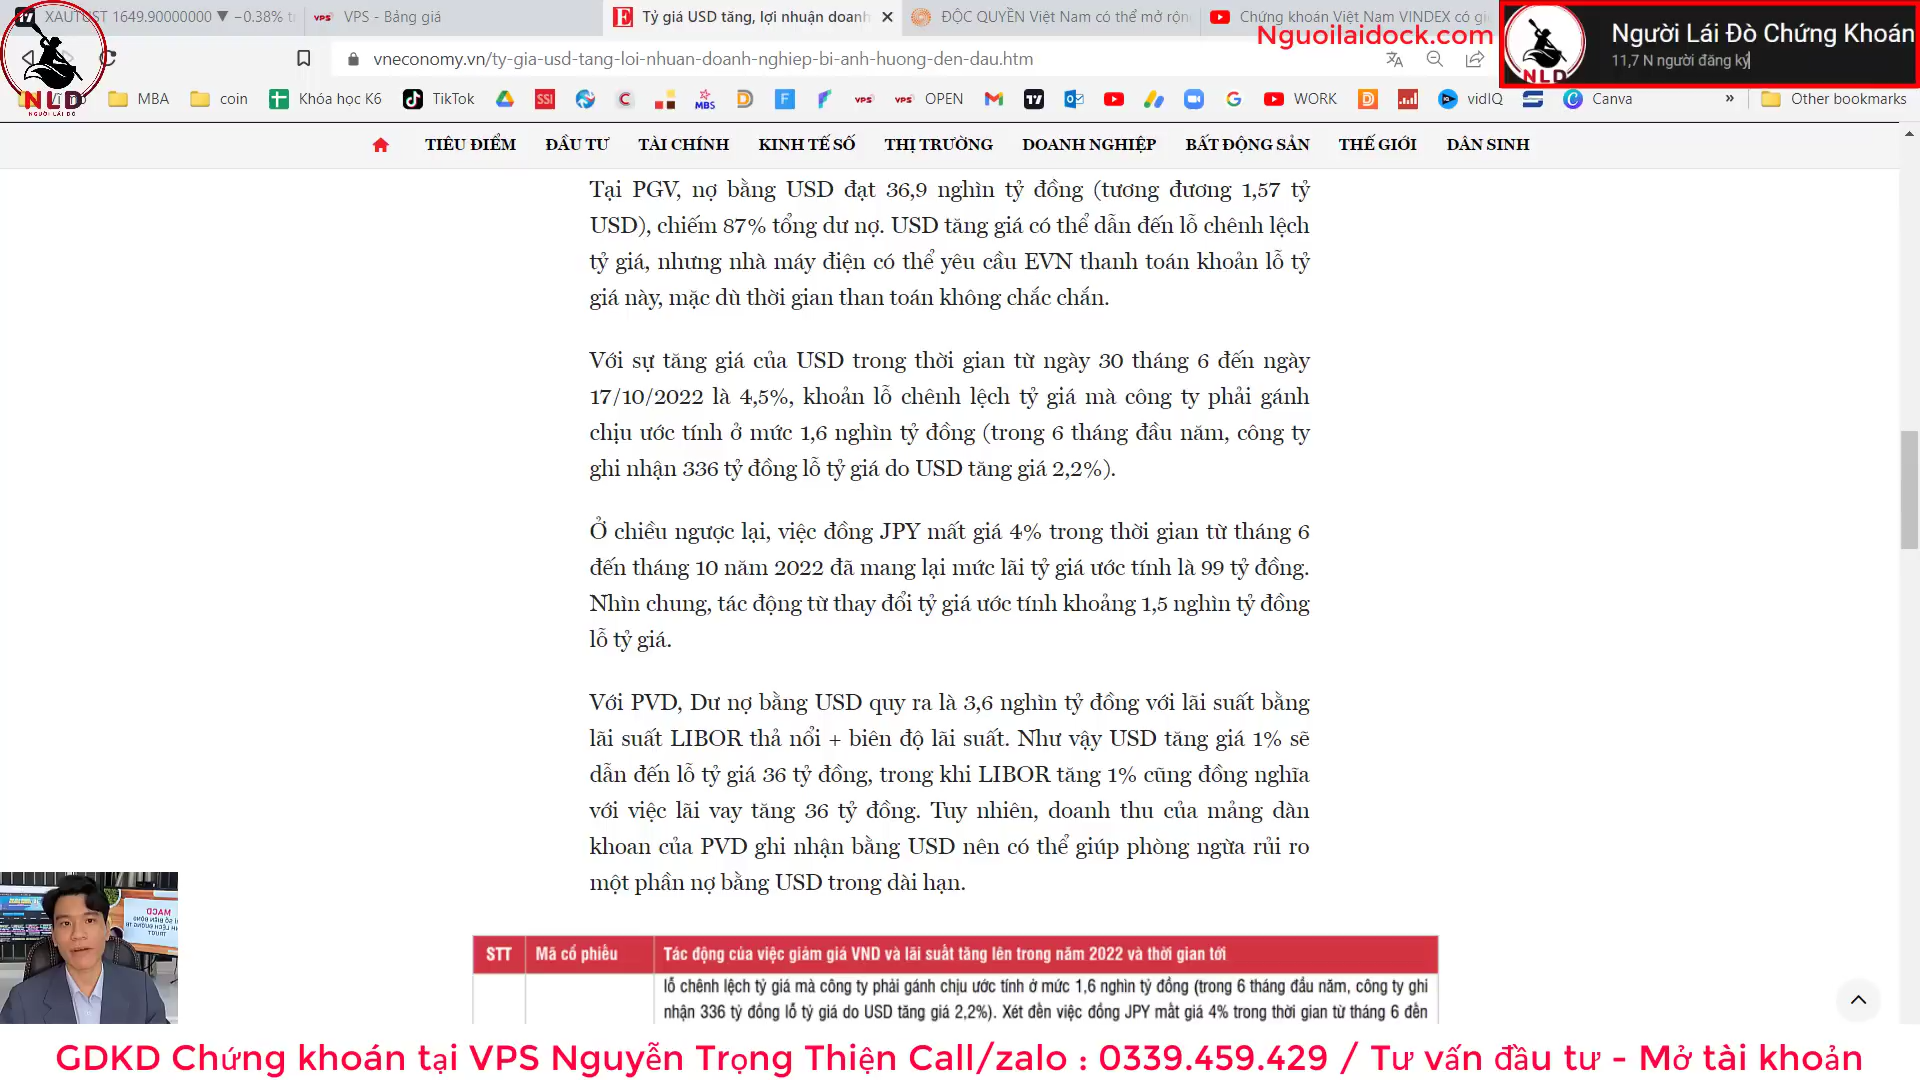 XAUTUST 1649.90000000 ▼ −0.38%
VPS - Bảng giá
Tỷ giá USD tăng, lợi nhuận doanh
ĐỘC QUYỀN Việt Nam có thể mở rộn
Chứng khoán Việt Nam VINDEX có gi
Nguoilaidock.com
Người Lái Đò Chứng Khoán
11,7 N người đăng ký
NLD
vneconomy.vn/ty-gia-usd-tang-loi-nhuan-doanh-nghiep-bi-anh-huong-den-dau.htm
NLD
NGƯỜI LÁI ĐÒ
MBA
coin
Khóa học K6
TikTok
SSI
MBS
VPS
VPS
OPEN
WORK
vidIQ
Canva
»
Other bookmarks
TIÊU ĐIỂM
ĐẦU TƯ
TÀI CHÍNH
KINH TẾ SỐ
THỊ TRƯỜNG
DOANH NGHIỆP
BẤT ĐỘNG SẢN
THẾ GIỚI
DÂN SINH
Tại PGV, nợ bằng USD đạt 36,9 nghìn tỷ đồng (tương đương 1,57 tỷ
USD), chiếm 87% tổng dư nợ. USD tăng giá có thể dẫn đến lỗ chênh lệch
tỷ giá, nhưng nhà máy điện có thể yêu cầu EVN thanh toán khoản lỗ tỷ
giá này, mặc dù thời gian than toán không chắc chắn.
Với sự tăng giá của USD trong thời gian từ ngày 30 tháng 6 đến ngày
17/10/2022 là 4,5%, khoản lỗ chênh lệch tỷ giá mà công ty phải gánh
chịu ước tính ở mức 1,6 nghìn tỷ đồng (trong 6 tháng đầu năm, công ty
ghi nhận 336 tỷ đồng lỗ tỷ giá do USD tăng giá 2,2%).
Ở chiều ngược lại, việc đồng JPY mất giá 4% trong thời gian từ tháng 6
đến tháng 10 năm 2022 đã mang lại mức lãi tỷ giá ước tính là 99 tỷ đồng.
Nhìn chung, tác động từ thay đổi tỷ giá ước tính khoảng 1,5 nghìn tỷ đồng
lỗ tỷ giá.
Với PVD, Dư nợ bằng USD quy ra là 3,6 nghìn tỷ đồng với lãi suất bằng
lãi suất LIBOR thả nổi + biên độ lãi suất. Như vậy USD tăng giá 1% sẽ
dẫn đến lỗ tỷ giá 36 tỷ đồng, trong khi LIBOR tăng 1% cũng đồng nghĩa
với việc lãi vay tăng 36 tỷ đồng. Tuy nhiên, doanh thu của mảng dàn
khoan của PVD ghi nhận bằng USD nên có thể giúp phòng ngừa rủi ro
một phần nợ bằng USD trong dài hạn.
STT
Mã cổ phiếu
Tác động của việc giảm giá VND và lãi suất tăng lên trong năm 2022 và thời gian tới
lỗ chênh lệch tỷ giá mà công ty phải gánh chịu ước tính ở mức 1,6 nghìn tỷ đồng (trong 6 tháng đầu năm, công ty ghi
nhận 336 tỷ đồng lỗ tỷ giá do USD tăng giá 2,2%). Xét đến việc đồng JPY mất giá 4% trong thời gian từ tháng 6 đến
MACD
GDKD Chứng khoán tại VPS Nguyễn Trọng Thiện Call/zalo : 0339.459.429 / Tư vấn đầu tư - Mở tài khoản